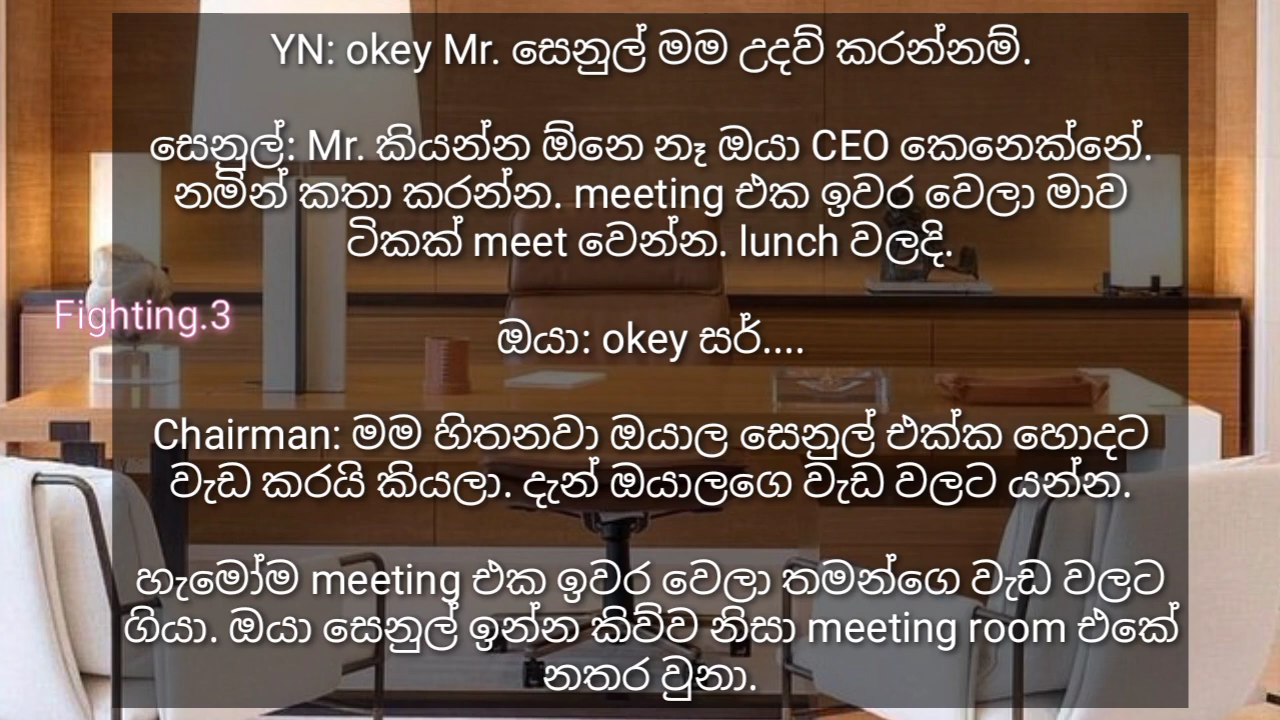 YN: okey Mr. සෙනුල් මම උදව් කරන්නම්.
සෙනුල්: Mr. කියන්න ඕනෙ නෑ ඔයා CEO කෙනෙක්නේ.
නමින් කතා කරන්න. meeting එක ඉවර වෙලා මාව
ටිකක් meet වෙන්න. lunch වලදි.
Fighting.3
ඔයා: okey සර්....
Chairman: මම හිතනවා ඔයාල සෙනුල් එක්ක හොදට
වැඩ කරයි කියලා. දැන් ඔයාලගෙ වැඩ වලට යන්න.
හැමෝම meeting එක ඉවර වෙලා තමන්ගෙ වැඩ වලට
ගියා. ඔයා සෙනුල් ඉන්න කිව්ව නිසා meeting room එකේ
නතර වුනා.